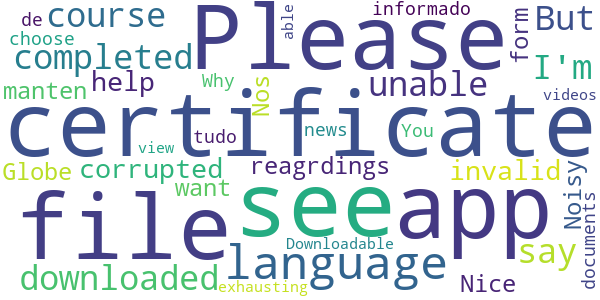 de course Please able informado form But
choose completed I'm
manten help Why Nos unable videos
certificate
view tudo news You
Globe corrupted reagrdings invalid Noisy
want
file see app documents
Downloadable say
downloaded language
exhausting Nice